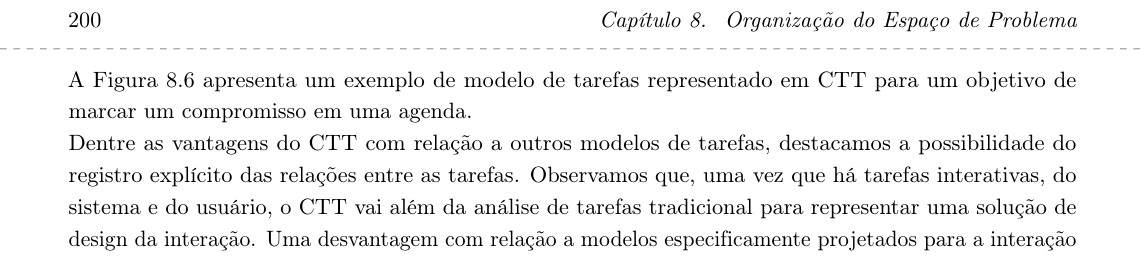 200 Capítulo 8. Organização do Espaço de Problema
A Figura 8.6 apresenta um exemplo de modelo de tarefas representado em CTT para um objetivo de
marcar um compromisso em uma agenda.
Dentre as vantagens do CTT com relação a outros modelos de tarefas, destacamos a possibilidade do
registro explícito das relações entre as tarefas. Observamos que, uma vez que há tarefas interativas, do
sistema e do usuário, o CTT vai além da análise de tarefas tradicional para representar uma solução de
design da interação. Uma desvantagem com relação a modelos especificamente projetados para a interação